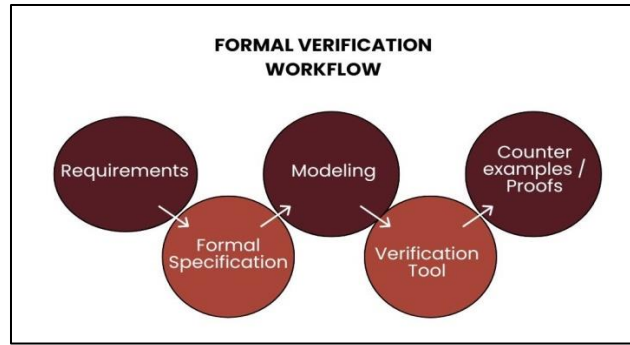 FORMAL VERIFICATION
WORKFLOW
Requirements
Formal
Specification
Modeling
Verification
Tool
Counter
examples /
Proofs